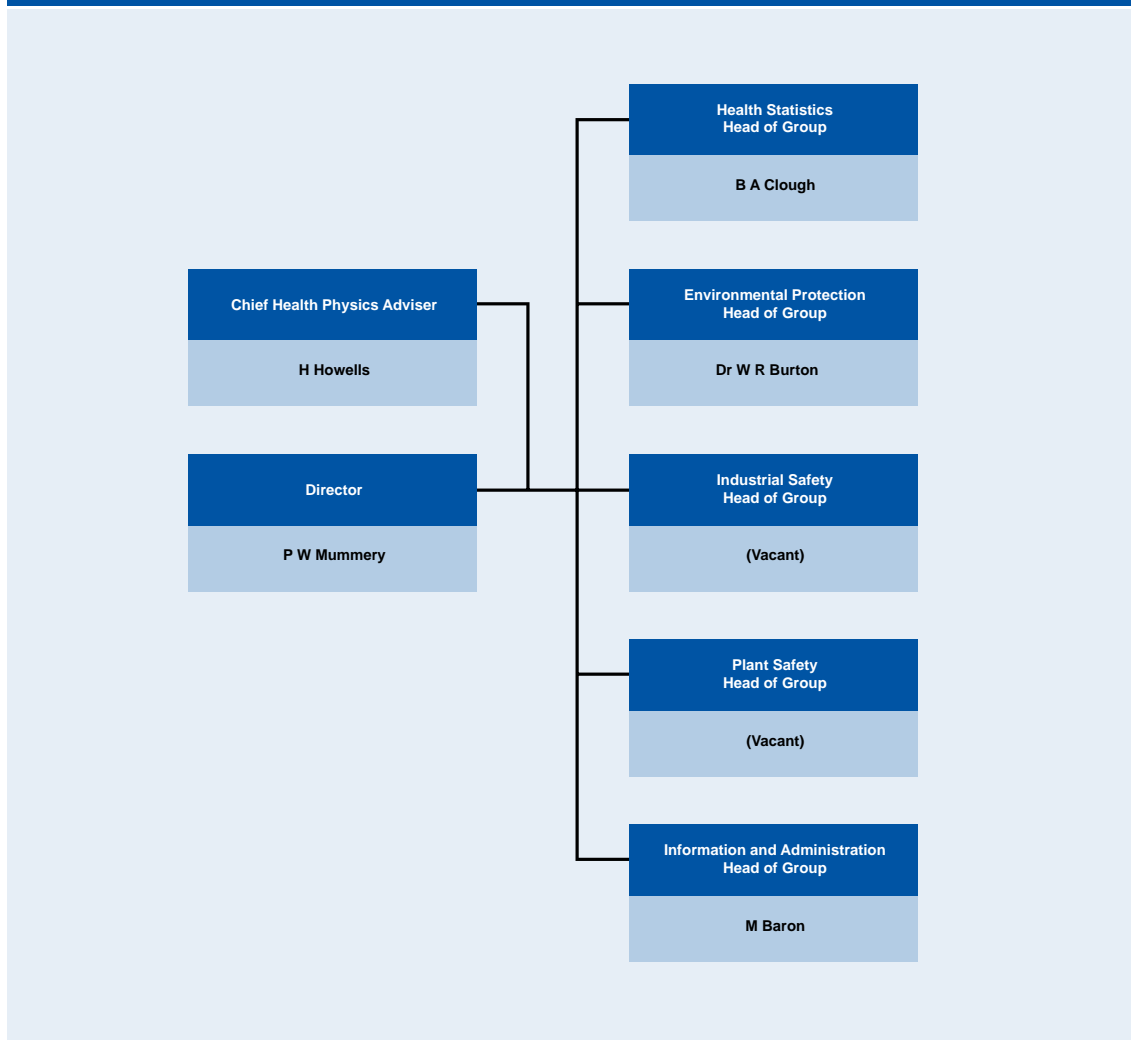 Health Statistics
Head of Group
B A Clough
Chief Health Physics Adviser
H Howells
Environmental Protection
Head of Group
Dr W R Burton
Director
P W Mummery
Industrial Safety
Head of Group
(Vacant)
Plant Safety
Head of Group
(Vacant)
Information and Administration
Head of Group
M Baron